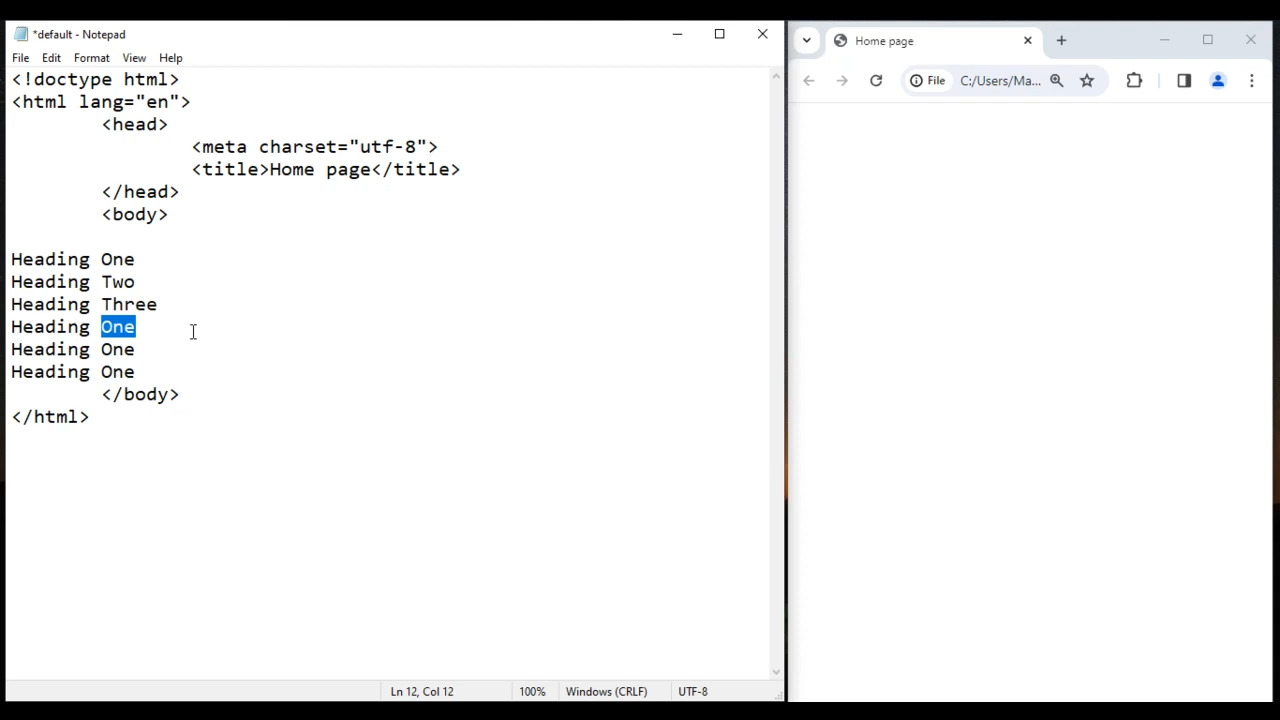 *default - Notepad
File Edit Format View Help
<!doctype html>
<html lang="en">
<head>
<meta charset="utf-8">
<title>Home page</title>
</head>
<body>
Heading One
Heading Two
Heading Three
Heading One
Heading One
Heading One
</body>
</html>
Ln 12, Col 12 100% Windows (CRLF) UTF-8
Home page
File C:/Users/Ma...